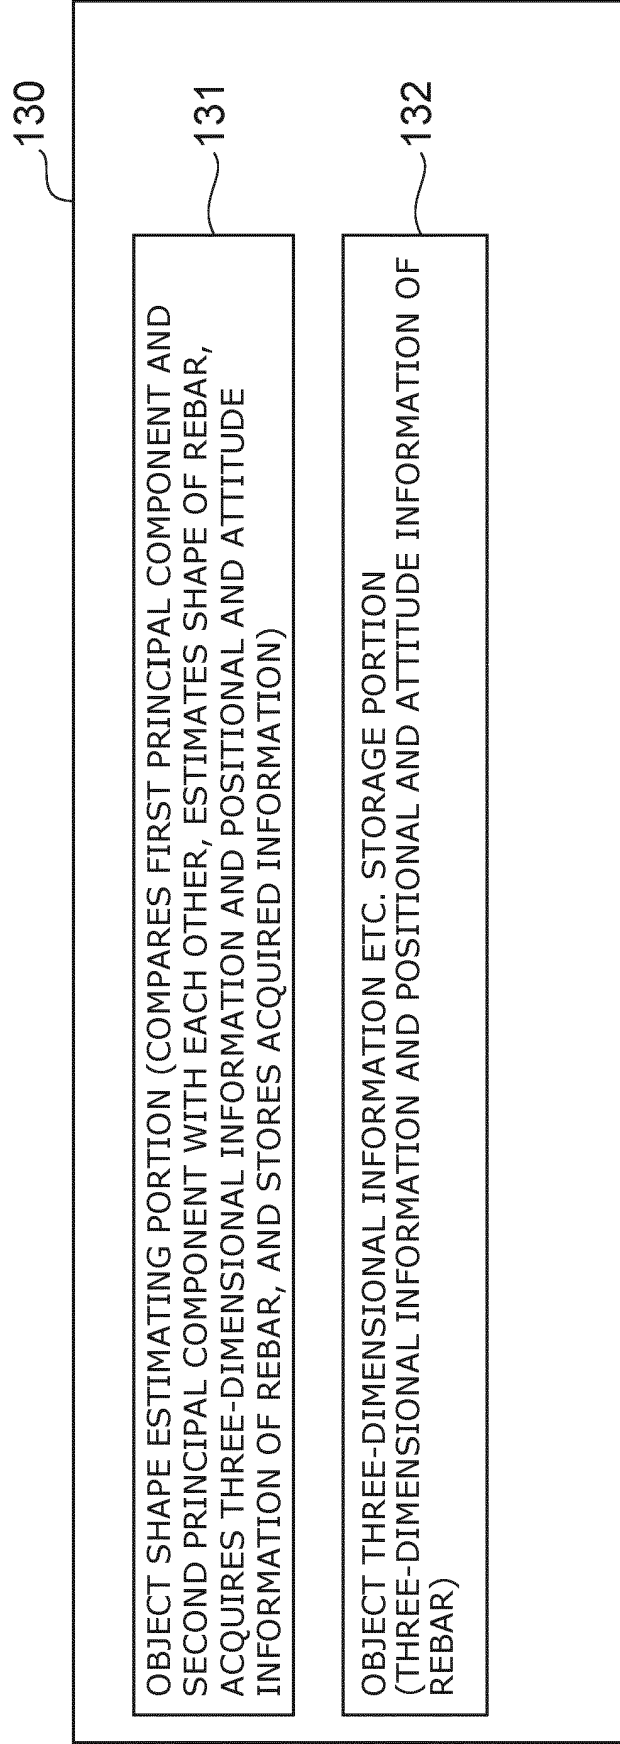 130
131
OBJECT SHAPE ESTIMATING PORTION (COMPARES FIRST PRINCIPAL COMPONENT AND
SECOND PRINCIPAL COMPONENT WITH EACH OTHER, ESTIMATES SHAPE OF REBAR,
ACQUIRES THREE-DIMENSIONAL INFORMATION AND POSITIONAL AND ATTITUDE
INFORMATION OF REBAR, AND STORES ACQUIRED INFORMATION)
132
OBJECT THREE-DIMENSIONAL INFORMATION ETC. STORAGE PORTION
(THREE-DIMENSIONAL INFORMATION AND POSITIONAL AND ATTITUDE INFORMATION OF
REBAR)